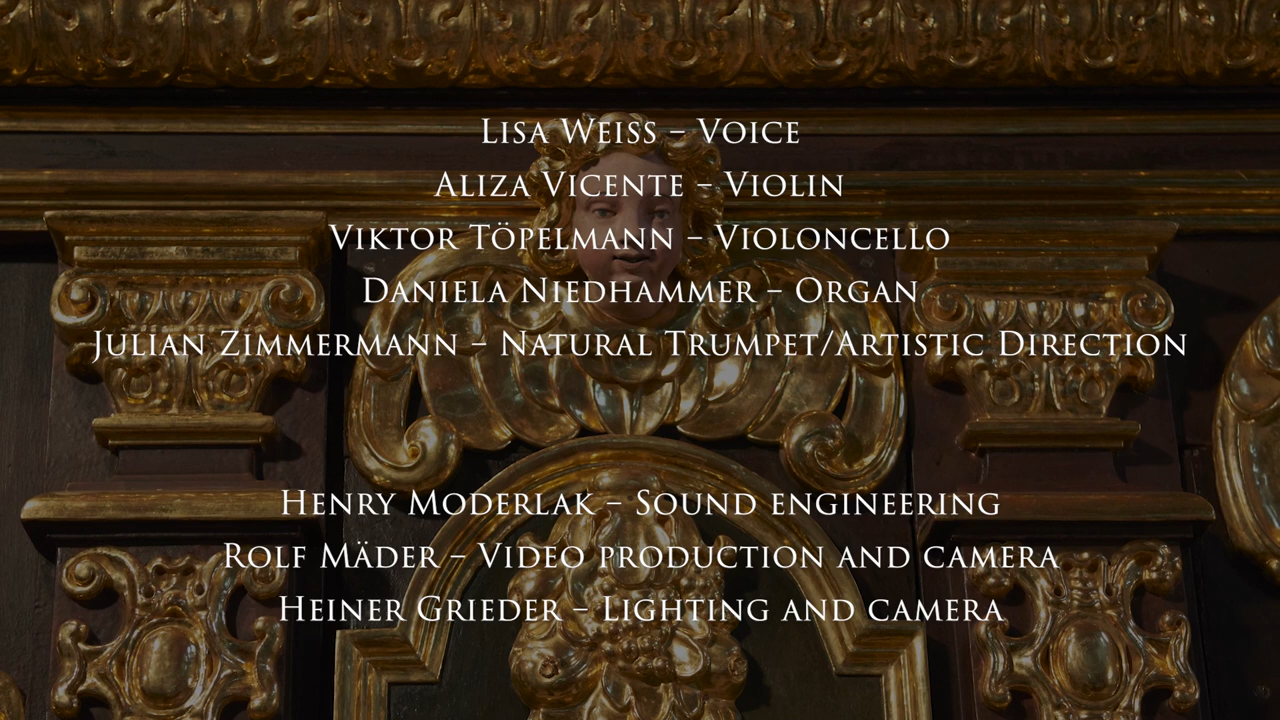 Lisa Weiss – Voice
Aliza Vicente – Violin
Viktor Töpelmann – Violoncello
Daniela Niedhammer – Organ
Julian Zimmermann – Natural Trumpet/Artistic Direction
Henry Moderlak – Sound engineering
Rolf Mäder – Video production and camera
Heiner Grieder – Lighting and camera